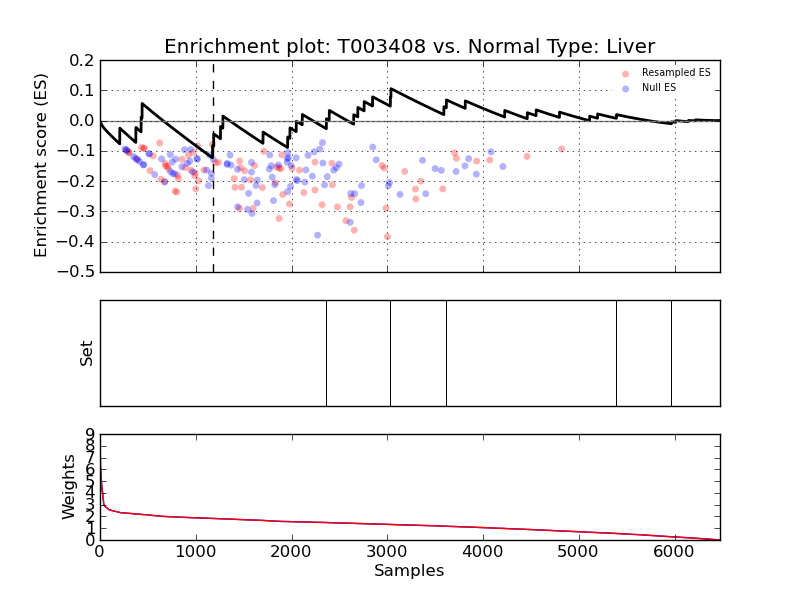 Enrichment plot: T003408 vs. Normal Type: Liver
Enrichment score (ES)
0.2
0.1
0.0
−0.1
−0.2
−0.3
−0.4
−0.5
Resampled ES
Null ES
Set
Weights
9
8
7
6
5
4
3
2
1
0
0 1000 2000 3000 4000 5000 6000
Samples